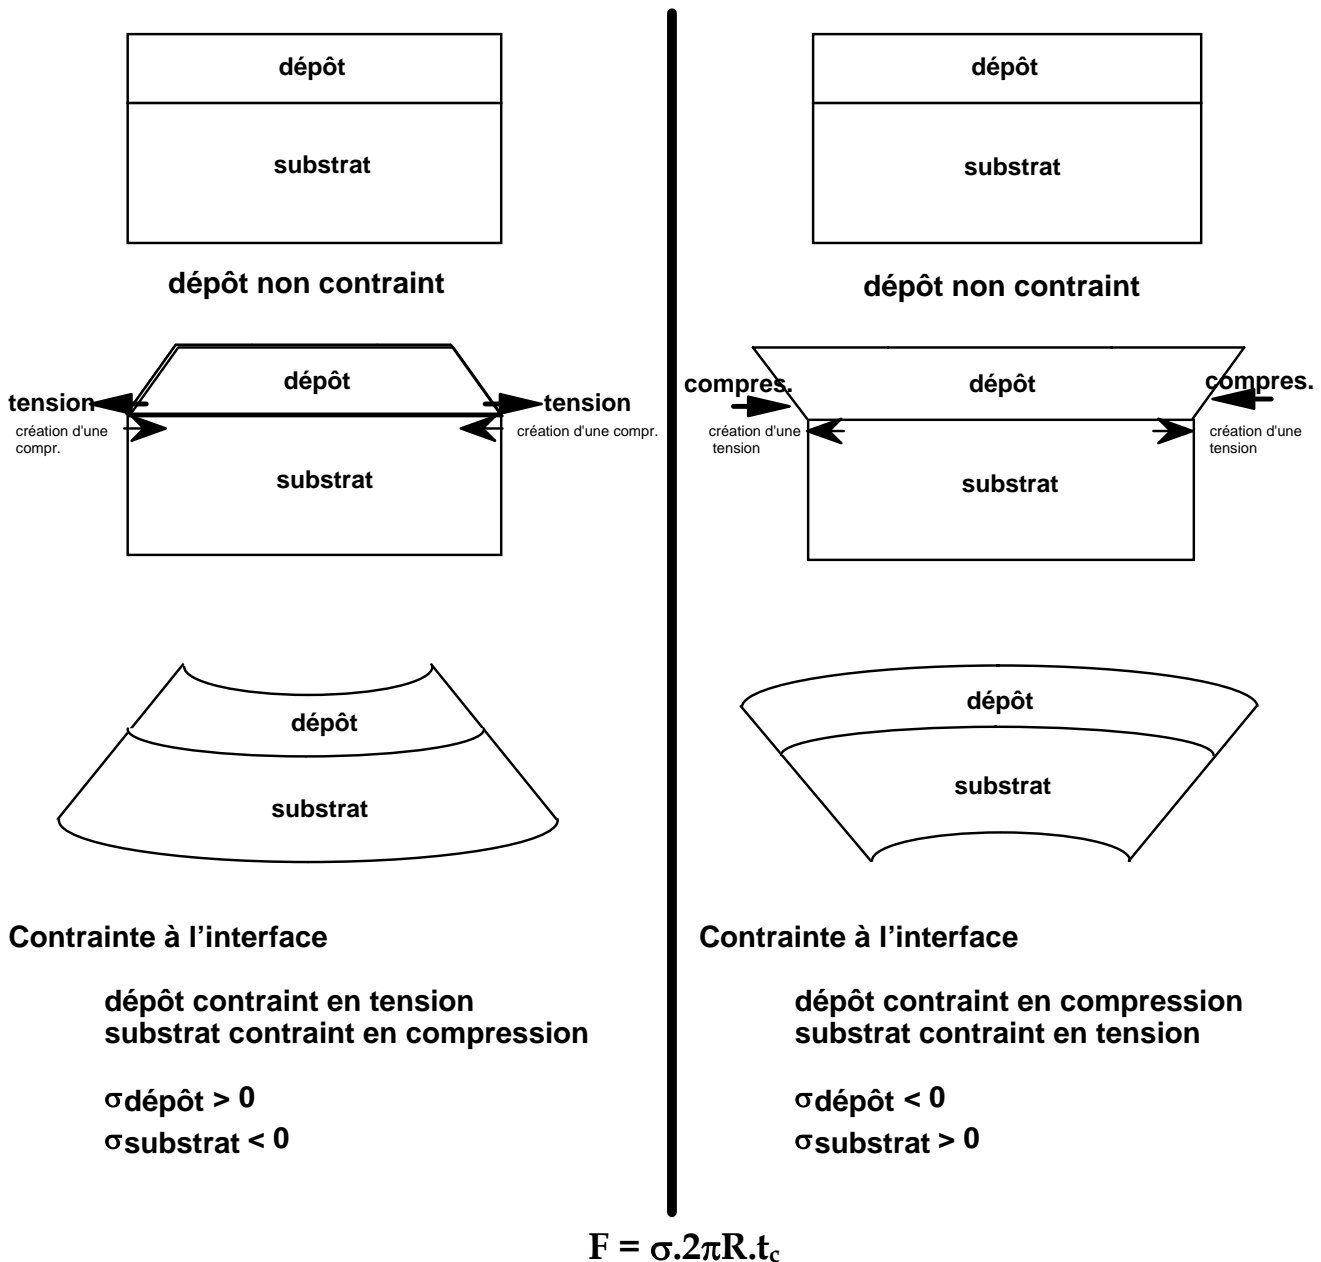 dépôt
substrat
dépôt non contraint
tension
dépôt
tension
création d'une
compr.
création d'une compr.
substrat
dépôt
substrat
Contrainte à l'interface
dépôt contraint en tension
substrat contraint en compression
σdépôt > 0
σsubstrat < 0
dépôt
substrat
dépôt non contraint
compres.
dépôt
compres.
création d'une
tension
création d'une
tension
substrat
dépôt
substrat
Contrainte à l'interface
dépôt contraint en compression
substrat contraint en tension
σdépôt < 0
σsubstrat > 0
F = σ.2πR.tc